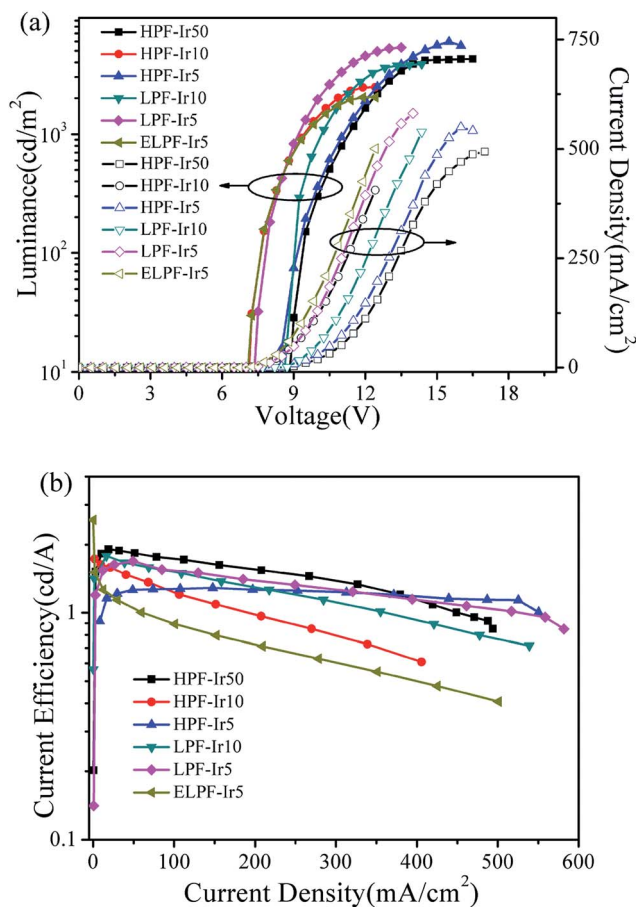 (a)
HPF-Ir50
HPF-Ir10
HPF-Ir5
LPF-Ir10
LPF-Ir5
ELPF-Ir5
HPF-Ir50
HPF-Ir10
HPF-Ir5
LPF-Ir10
LPF-Ir5
ELPF-Ir5
Luminance(cd/m²)
10³
10²
10¹
0 3 6 9 12 15 18
Voltage(V)
750
500
250
0
Current Density(mA/cm²)
(b)
Current Efficiency(cd/A)
1
0.1
HPF-Ir50
HPF-Ir10
HPF-Ir5
LPF-Ir10
LPF-Ir5
ELPF-Ir5
0 100 200 300 400 500 600
Current Density(mA/cm²)